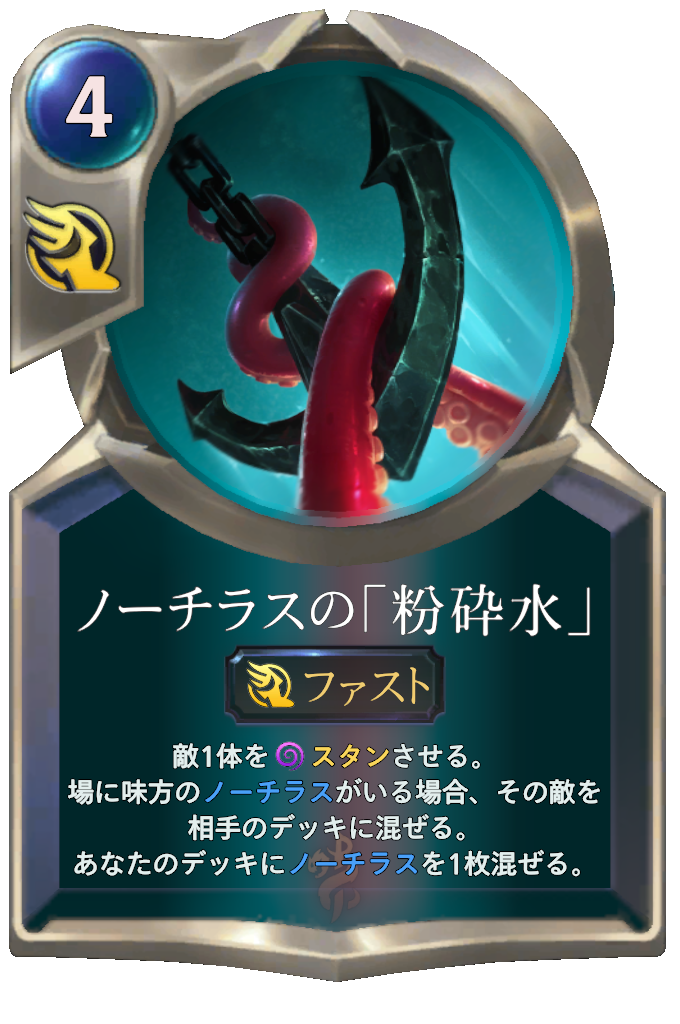 4
ノーチラスの「粉砕水」
ファスト
敵1体をスタンさせる。
場に味方のノーチラスがいる場合、その敵を
相手のデッキに混ぜる。
あなたのデッキにノーチラスを1枚混ぜる。